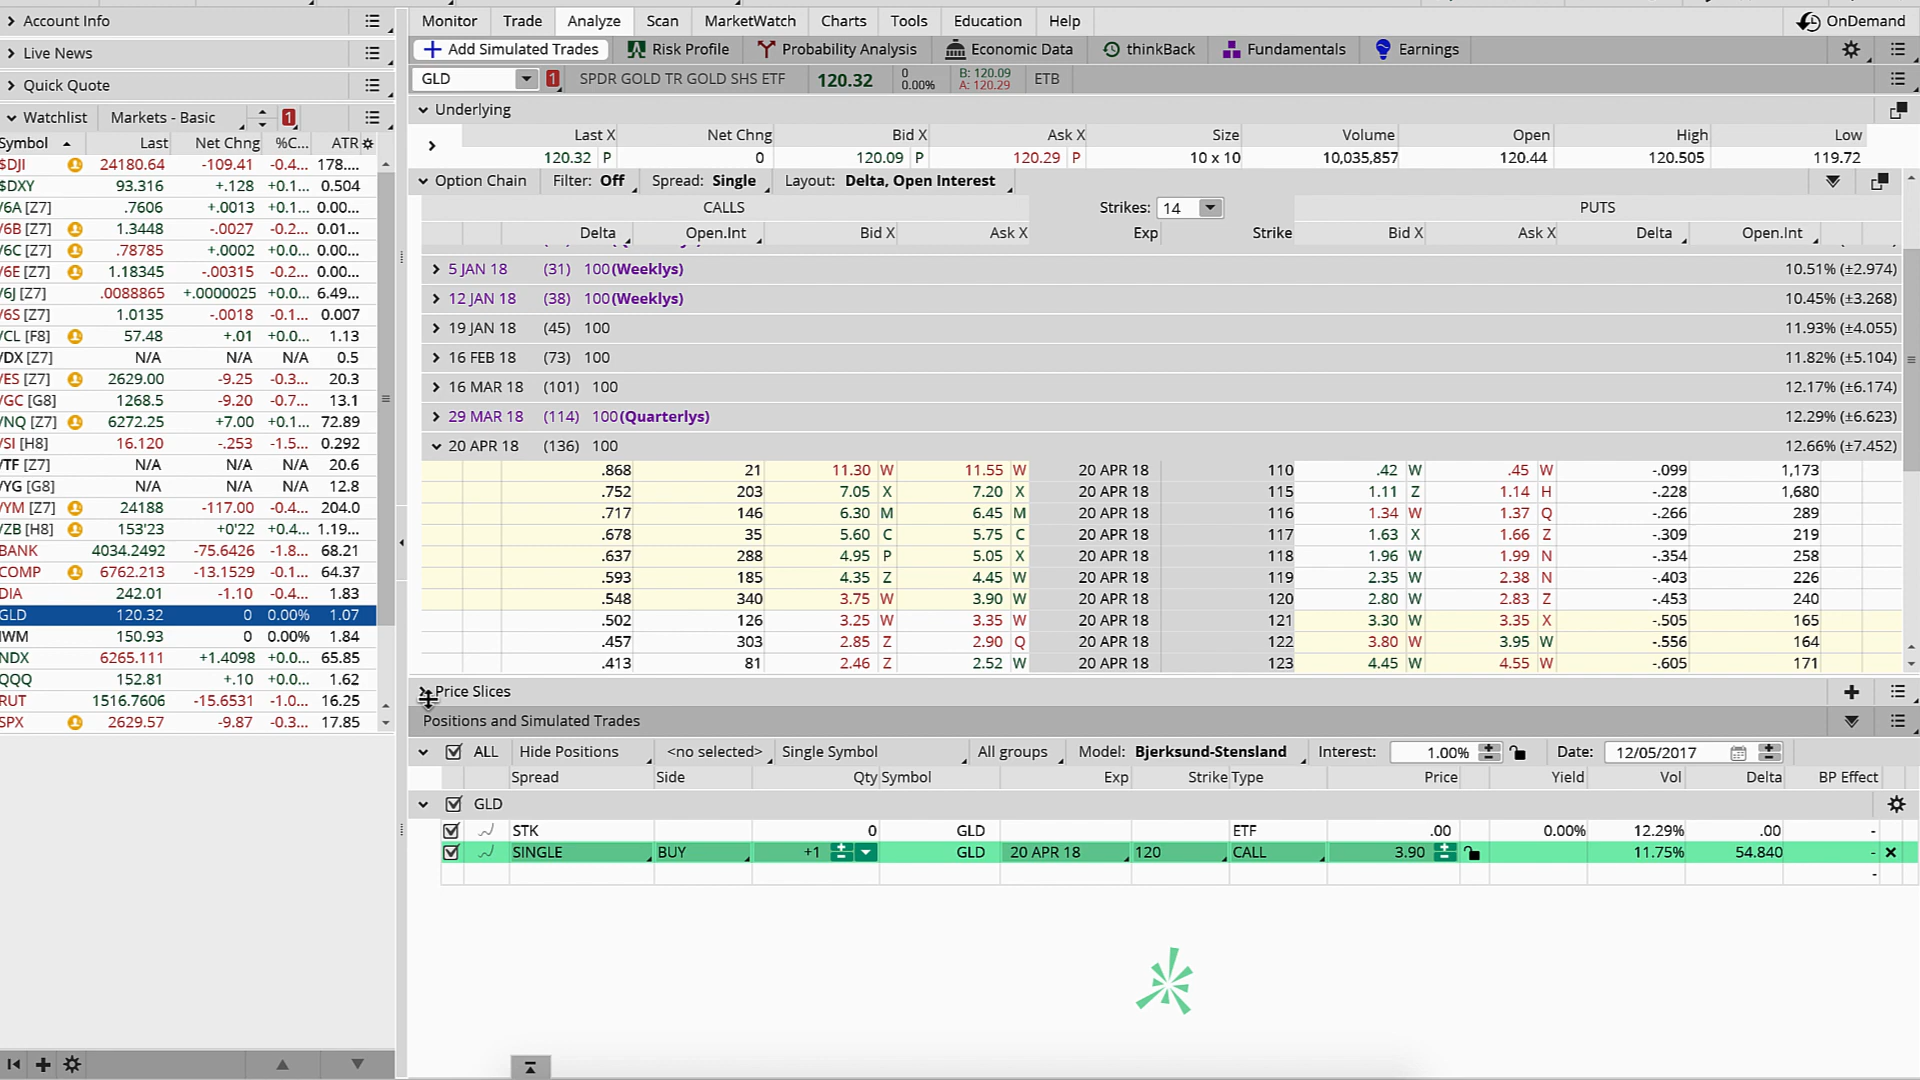 Account Info
Live News
Quick Quote
Watchlist Markets - Basic 1
Symbol Last Net Chng %C... ATR
$DJI 24180.64 -109.41 -0.4... 178....
$DXY 93.316 +.128 +0.1... 0.504
/6A [Z7] .7606 +.0013 +0.1... 0.00...
/6B [Z7] 1.3448 -.0027 -0.2... 0.01...
/6C [Z7] .78785 +.0002 +0.0... 0.00...
/6E [Z7] 1.18345 -.00315 -0.2... 0.00...
/6J [Z7] .0088865 +.0000025 +0.0... 6.49...
/6S [Z7] 1.0135 -.0018 -0.1... 0.007
/CL [F8] 57.48 +.01 +0.0... 1.13
/DX [Z7] N/A N/A N/A 0.5
/ES [Z7] 2629.00 -9.25 -0.3... 20.3
/GC [G8] 1268.5 -9.20 -0.7... 13.1
/NQ [Z7] 6272.25 +7.00 +0.1... 72.89
/SI [H8] 16.120 -.253 -1.5... 0.292
/TF [Z7] N/A N/A N/A 20.6
/YG [G8] N/A N/A N/A 12.8
/YM [Z7] 24188 -117.00 -0.4... 204.0
/ZB [H8] 153'23 +0'22 +0.4... 1.19...
BANK 4034.2492 -75.6426 -1.8... 68.21
COMP 6762.213 -13.1529 -0.1... 64.37
DIA 242.01 -1.10 -0.4... 1.83
GLD 120.32 0 0.00% 1.07
IWM 150.93 0 0.00% 1.84
NDX 6265.111 +1.4098 +0.0... 65.85
QQQ 152.81 +.10 +0.0... 1.62
RUT 1516.7606 -15.6531 -1.0... 16.25
SPX 2629.57 -9.87 -0.3... 17.85
Monitor Trade Analyze Scan MarketWatch Charts Tools Education Help OnDemand
Add Simulated Trades Risk Profile Probability Analysis Economic Data thinkBack Fundamentals Earnings
GLD 1 SPDR GOLD TR GOLD SHS ETF 120.32 0 0.00% B: 120.09 A: 120.29 ETB
Underlying
Last X Net Chng Bid X Ask X Size Volume Open High Low
120.32 P 0 120.09 P 120.29 P 10 x 10 10,035,857 120.44 120.505 119.72
Option Chain Filter: Off Spread: Single Layout: Delta, Open Interest
CALLS Strikes: 14 PUTS
Delta Open.Int Bid X Ask X Exp Strike Bid X Ask X Delta Open.Int
5 JAN 18 (31) 100 (Weeklys) 10.51% (±2.974)
12 JAN 18 (38) 100 (Weeklys) 10.45% (±3.268)
19 JAN 18 (45) 100 11.93% (±4.055)
16 FEB 18 (73) 100 11.82% (±5.104)
16 MAR 18 (101) 100 12.17% (±6.174)
29 MAR 18 (114) 100 (Quarterlys) 12.29% (±6.623)
20 APR 18 (136) 100 12.66% (±7.452)
.868 21 11.30 W 11.55 W 20 APR 18 110 .42 W .45 W -.099 1,173
.752 203 7.05 X 7.20 X 20 APR 18 115 1.11 Z 1.14 H -.228 1,680
.717 146 6.30 M 6.45 M 20 APR 18 116 1.34 W 1.37 Q -.266 289
.678 35 5.60 C 5.75 C 20 APR 18 117 1.63 X 1.66 Z -.309 219
.637 288 4.95 P 5.05 X 20 APR 18 118 1.96 W 1.99 N -.354 258
.593 185 4.35 Z 4.45 W 20 APR 18 119 2.35 W 2.38 N -.403 226
.548 340 3.75 W 3.90 W 20 APR 18 120 2.80 W 2.83 Z -.453 240
.502 126 3.25 W 3.35 W 20 APR 18 121 3.30 W 3.35 X -.505 165
.457 303 2.85 Z 2.90 Q 20 APR 18 122 3.80 W 3.95 W -.556 164
.413 81 2.46 Z 2.52 W 20 APR 18 123 4.45 W 4.55 W -.605 171
Price Slices
Positions and Simulated Trades
ALL Hide Positions <no selected> Single Symbol All groups Model: Bjerksund-Stensland Interest: 1.00% Date: 12/05/2017
Spread Side Qty Symbol Exp Strike Type Price Yield Vol Delta BP Effect
GLD
STK 0 GLD ETF .00 0.00% 12.29% .00 -
SINGLE BUY +1 GLD 20 APR 18 120 CALL 3.90 11.75% 54.840 -
-